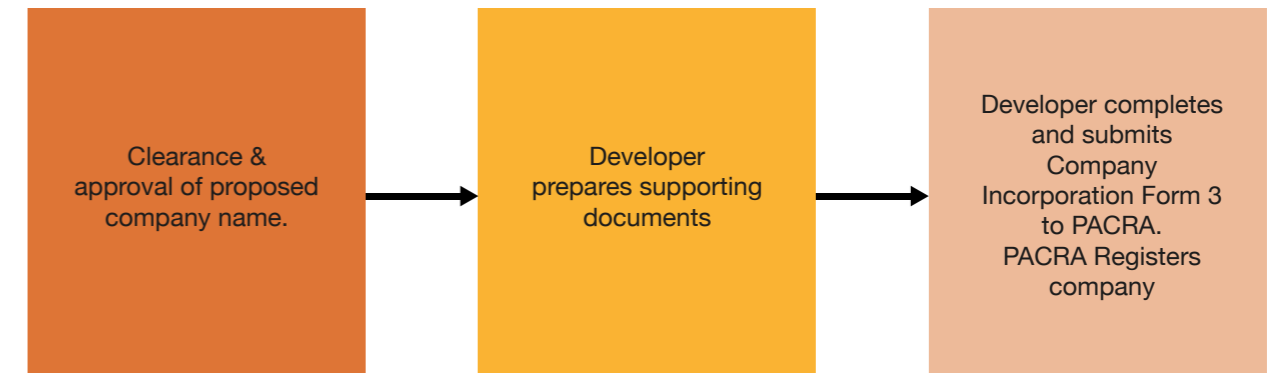 Clearance &
approval of proposed
company name.
Developer
prepares supporting
documents
Developer completes
and submits
Company
Incorporation Form 3
to PACRA.
PACRA Registers
company